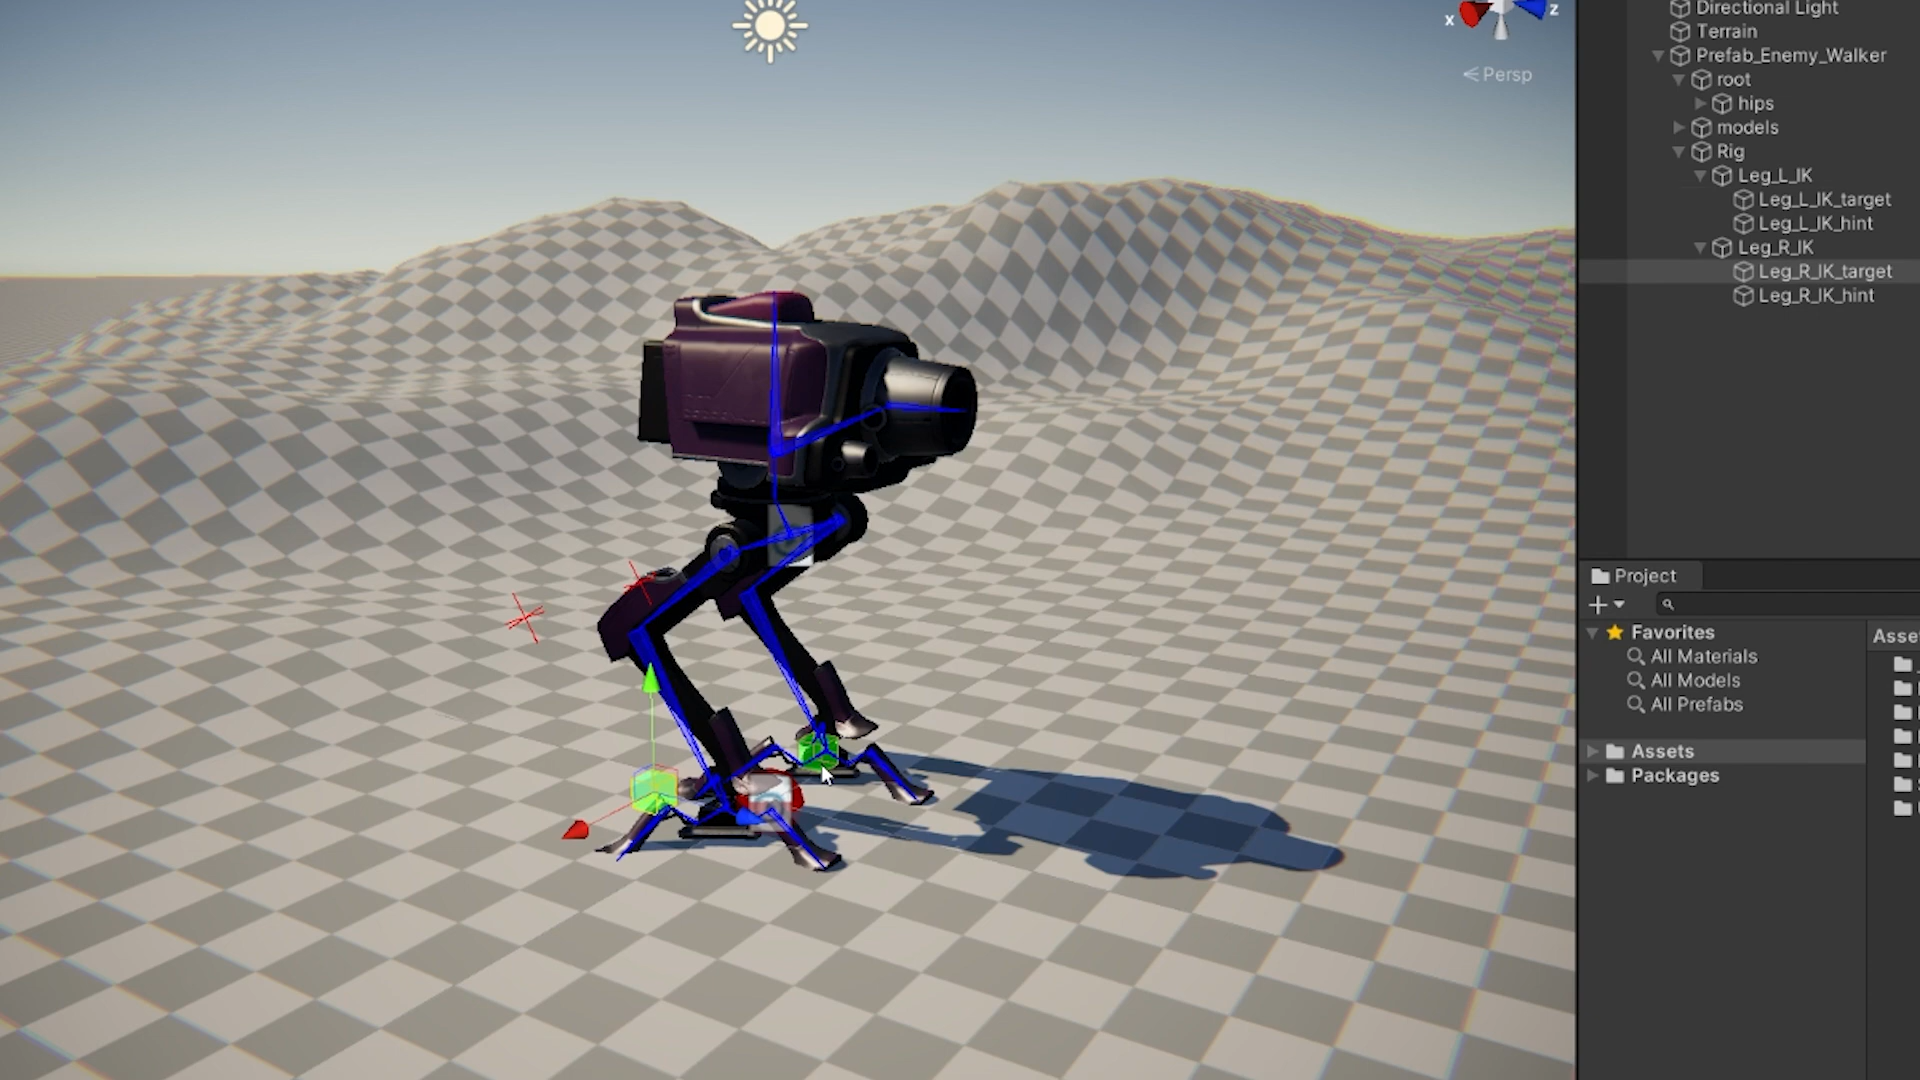 x
z
Persp
Directional Light
Terrain
Prefab_Enemy_Walker
root
hips
models
Rig
Leg_L_IK
Leg_L_IK_target
Leg_L_IK_hint
Leg_R_IK
Leg_R_IK_target
Leg_R_IK_hint
Project
Favorites
All Materials
All Models
All Prefabs
Assets
Packages
Asse